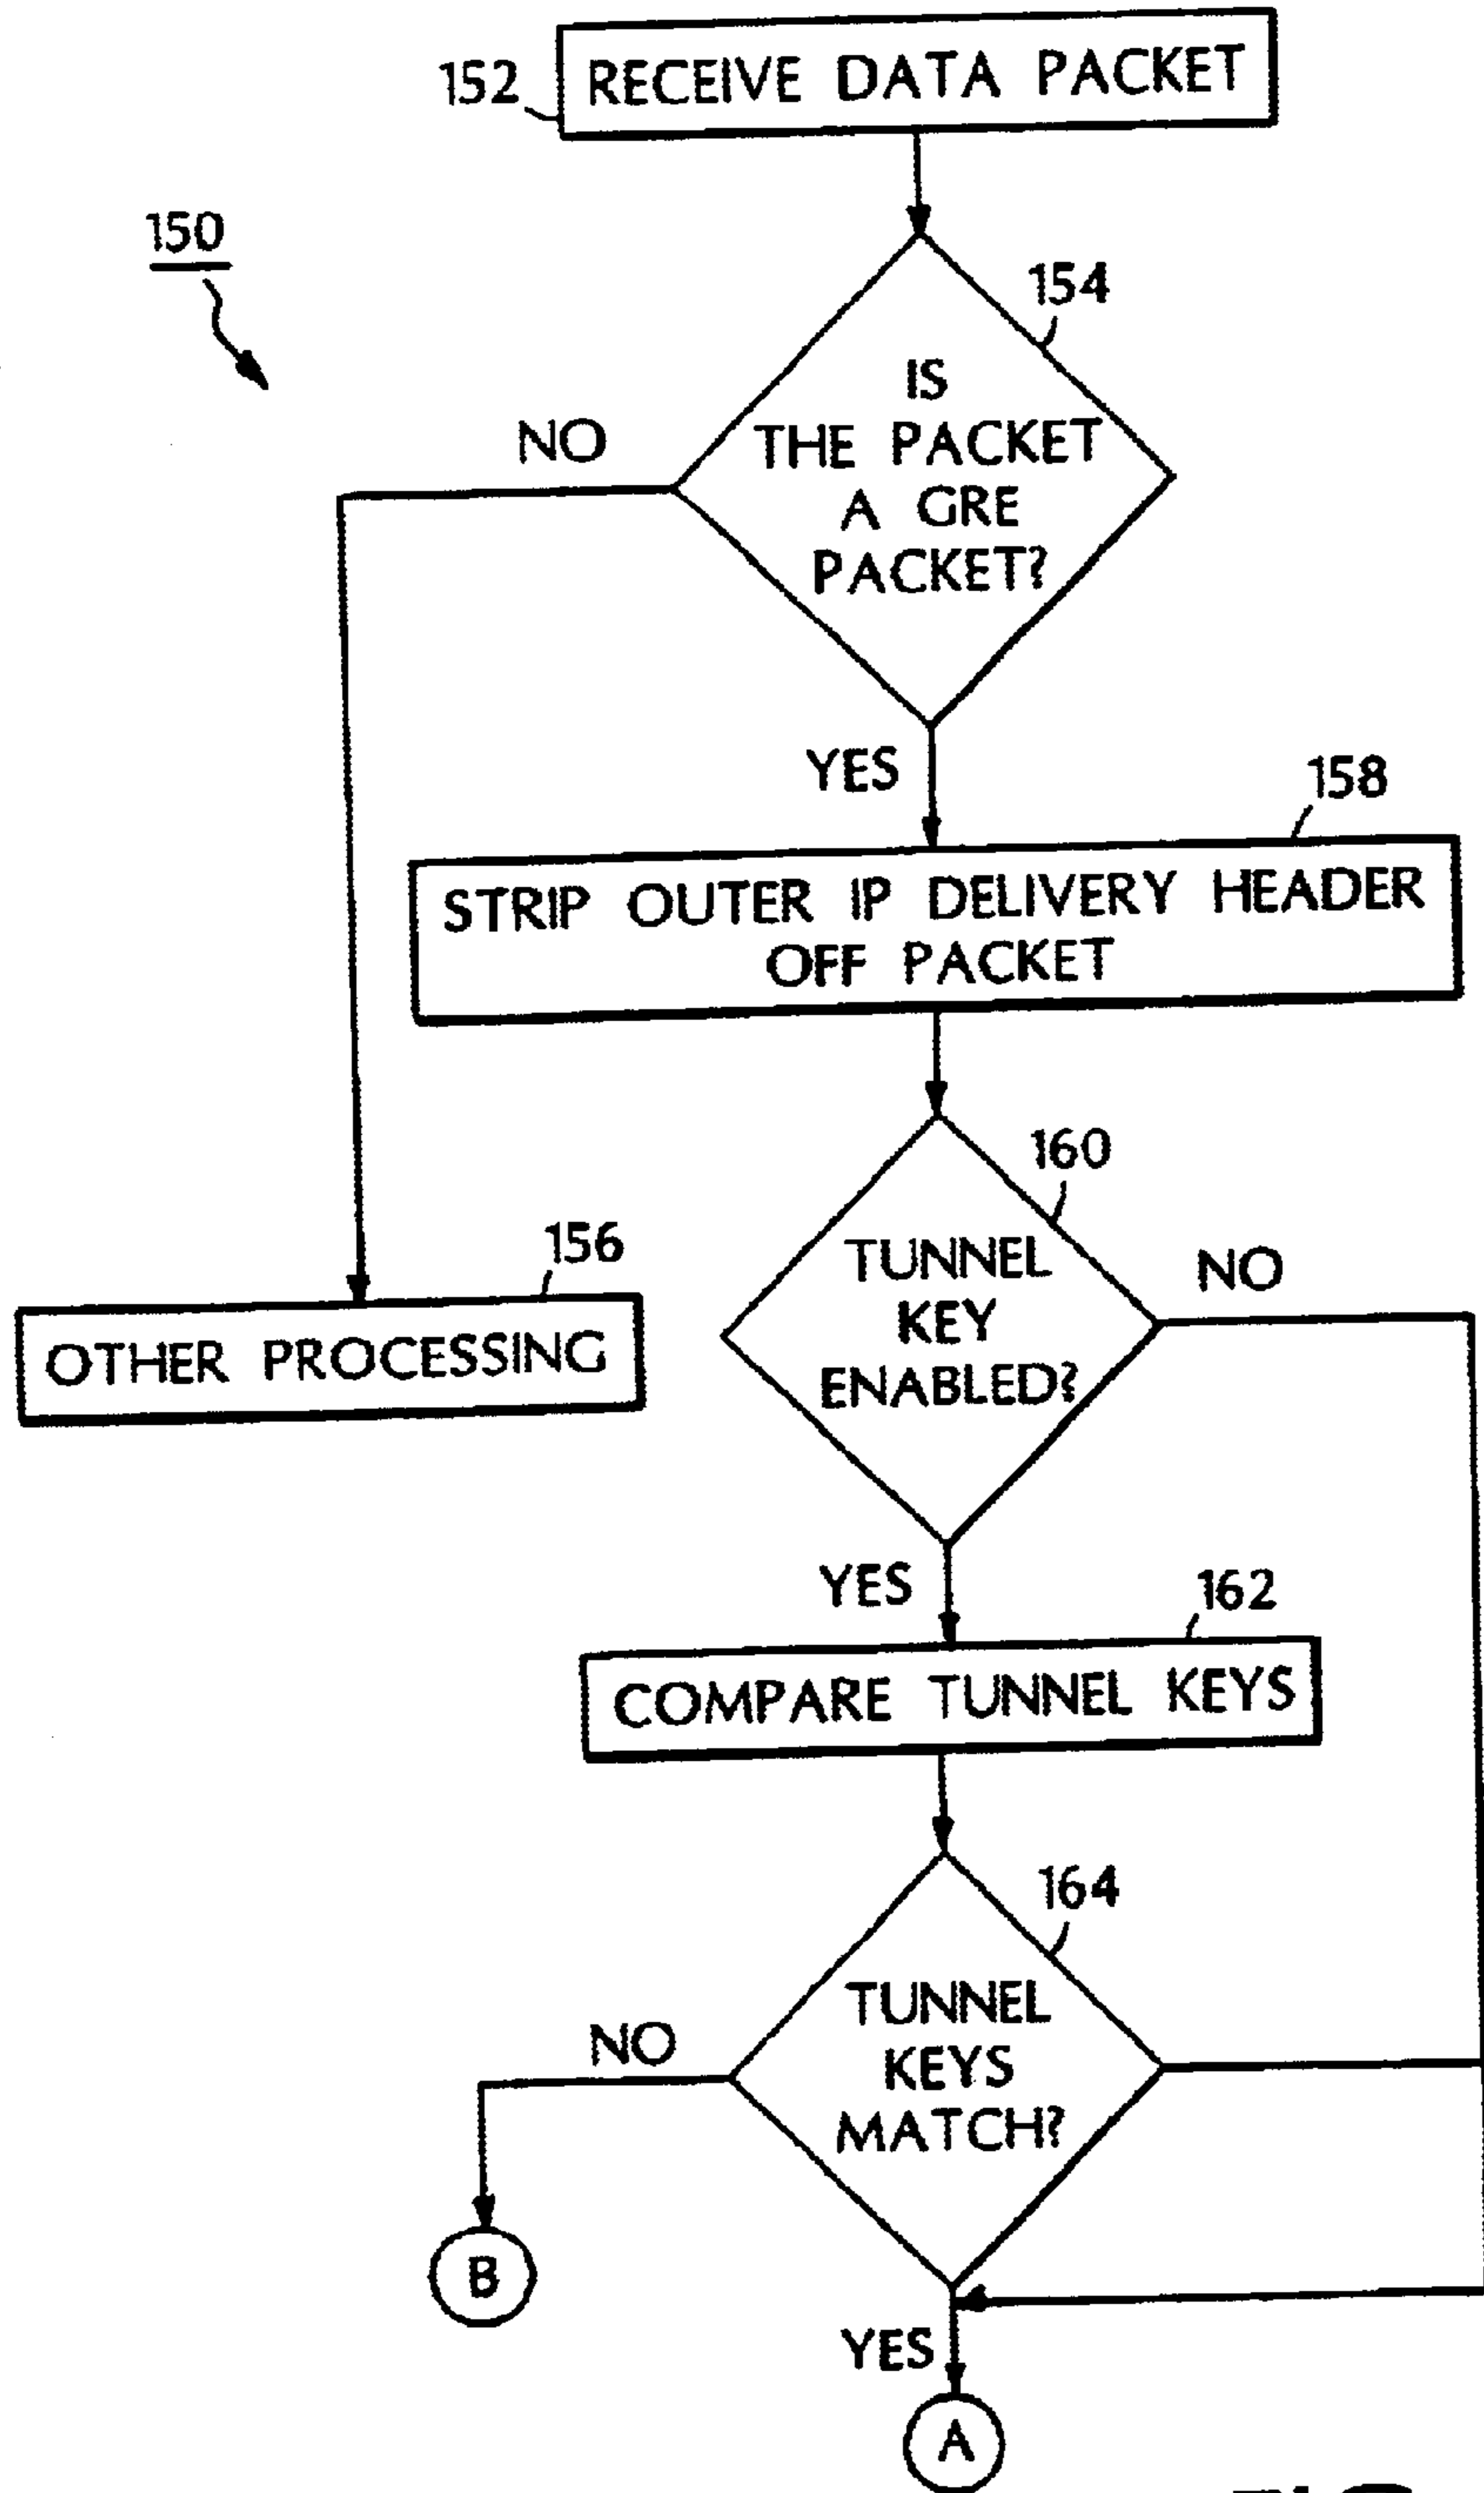 152
RECEIVE DATA PACKET
150
154
IS
THE PACKET
A GRE
PACKET?
NO
YES
158
STRIP OUTER IP DELIVERY HEADER
OFF PACKET
160
TUNNEL
KEY
ENABLED?
NO
156
OTHER PROCESSING
YES
162
COMPARE TUNNEL KEYS
164
TUNNEL
KEYS
MATCH?
NO
B
YES
A